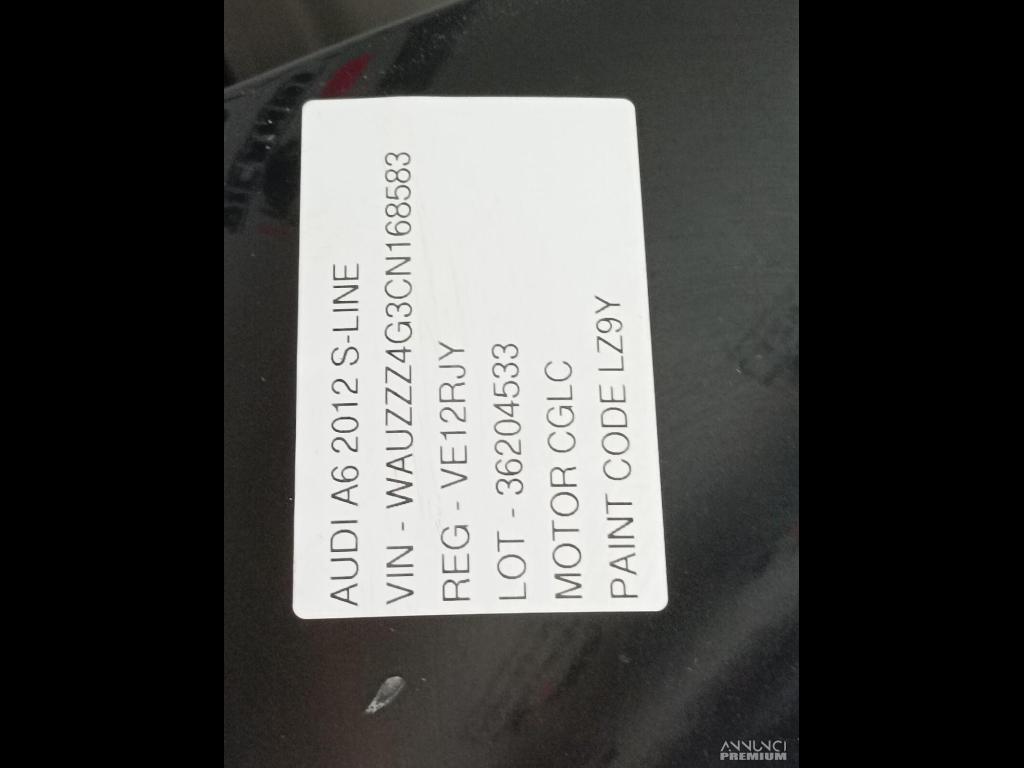 AUDI A6 2012 S-LINE
VIN - WAUZZZ4G3CN168583
REG - VE12RJY
LOT - 36204533
MOTOR CGLC
PAINT CODE LZ9Y
ANNUNCI
PREMIUM